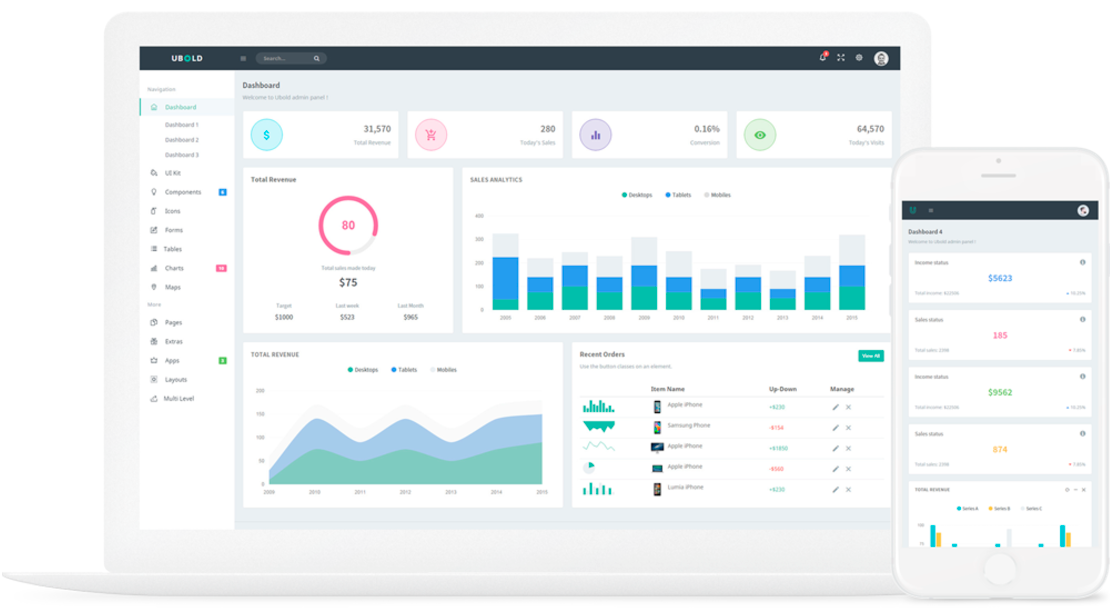 UBOLD
Search...
Navigation
Dashboard
Dashboard 1
Dashboard 2
Dashboard 3
UI Kit
Components 6
Icons
Forms
Tables
Charts 10
Maps
More
Pages
Extras
Apps
Layouts
Multi Level
Dashboard
Welcome to Ubold admin panel !
$ 31,570
Total Revenue
280
Today's Sales
0.16%
Conversion
64,570
Today's Visits
Total Revenue
80
Total sales made today
$75
Target Last week Last Month
$1000 $523 $965
SALES ANALYTICS
Desktops Tablets Mobiles
400
300
200
100
0
2005 2006 2007 2008 2009 2010 2011 2012 2013 2014 2015
TOTAL REVENUE
Desktops Tablets Mobiles
200
150
100
50
0
2009 2010 2011 2012 2013 2014 2015
Recent Orders
View All
Use the button classes on an element.
Item Name Up-Down Manage
Apple iPhone +$230
Samsung Phone -$154
Apple iPhone +$1850
Apple iPhone -$560
Lumia iPhone +$230
Dashboard 4
Welcome to Ubold admin panel !
Income status
$5623
Total income: 10.25%
Sales status
185
Total sales: 2398 7.85%
Income status
$9562
Total income: 10.25%
Sales status
874
Total sales: 2398 7.85%
TOTAL REVENUE
Series A Series B Series C
100